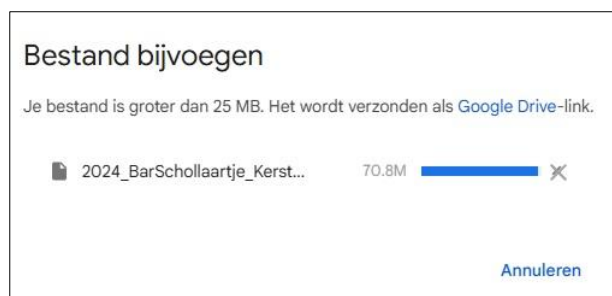 Bestand bijvoegen
Je bestand is groter dan 25 MB. Het wordt verzonden als Google Drive-link.
2024_BarSchollaartje_Kerst... 70.8M
Annuleren